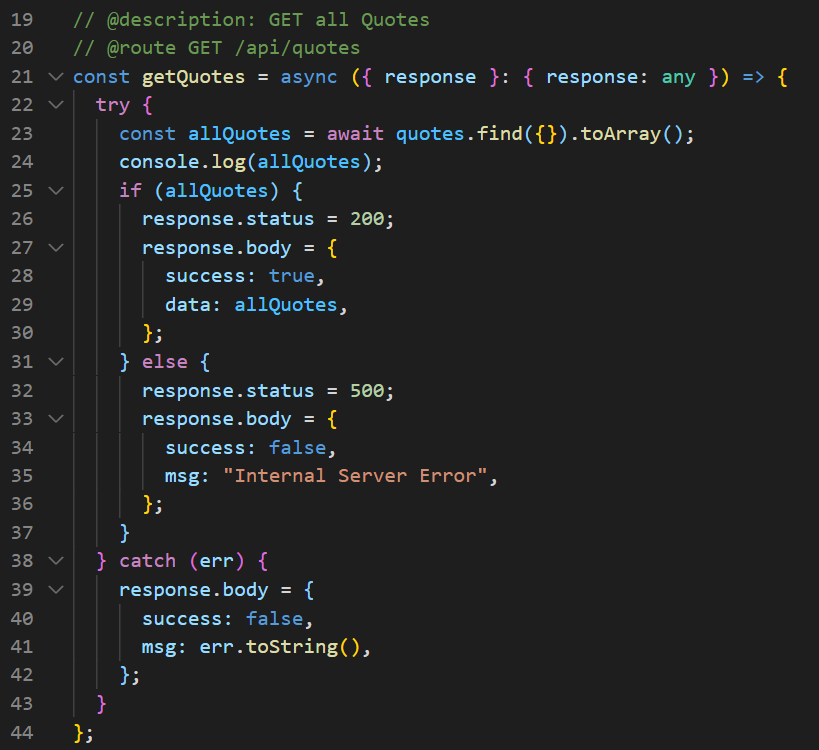 19 // @description: GET all Quotes
20 // @route GET /api/quotes
21 const getQuotes = async ({ response }: { response: any }) => {
22   try {
23     const allQuotes = await quotes.find({}).toArray();
24     console.log(allQuotes);
25     if (allQuotes) {
26       response.status = 200;
27       response.body = {
28         success: true,
29         data: allQuotes,
30       };
31     } else {
32       response.status = 500;
33       response.body = {
34         success: false,
35         msg: "Internal Server Error",
36       };
37     }
38   } catch (err) {
39     response.body = {
40       success: false,
41       msg: err.toString(),
42     };
43   }
44 };